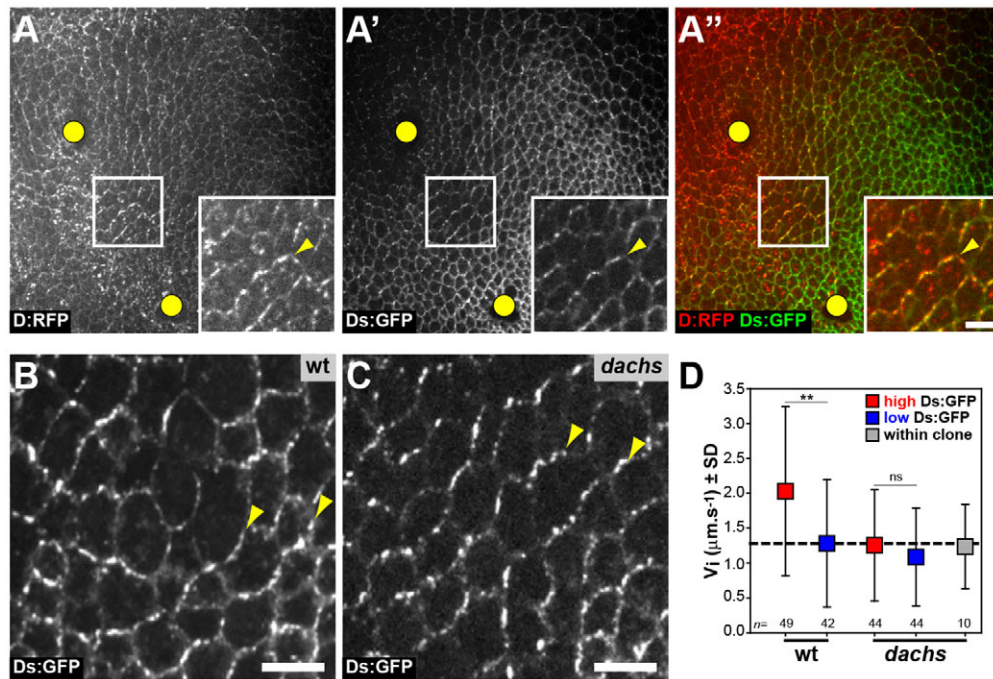 A
A'
A''
D:RFP
Ds:GFP
D:RFP Ds:GFP
B
wt
C
dachs
D
Ds:GFP
Ds:GFP
high Ds:GFP
low Ds:GFP
within clone
**
ns
Vi (μm.s-1) ± SD
3.5
3.0
2.5
2.0
1.5
1.0
0.5
0.0
n= 49 42 44 44 10
wt dachs